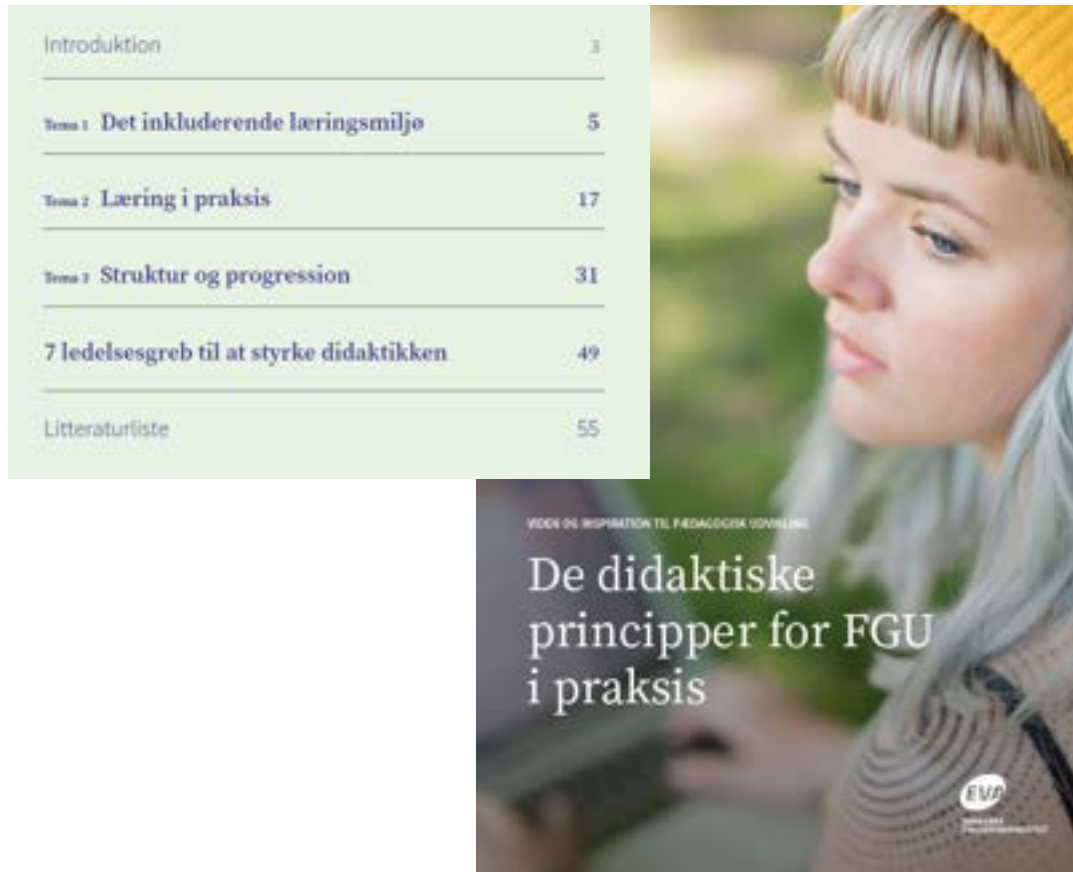 Introduktion 3
Tema 1 Det inkluderende læringsmiljø 5
Tema 2 Læring i praksis 17
Tema 3 Struktur og progression 31
7 ledelsesgreb til at styrke didaktikken 49
Litteraturliste 55
VIDEN OG INSPIRATION TIL PÆDAGOGISK UDVIKLING
De didaktiske
principper for FGU
i praksis
EVA
DANMARKS
EVALUERINGSINSTITUT